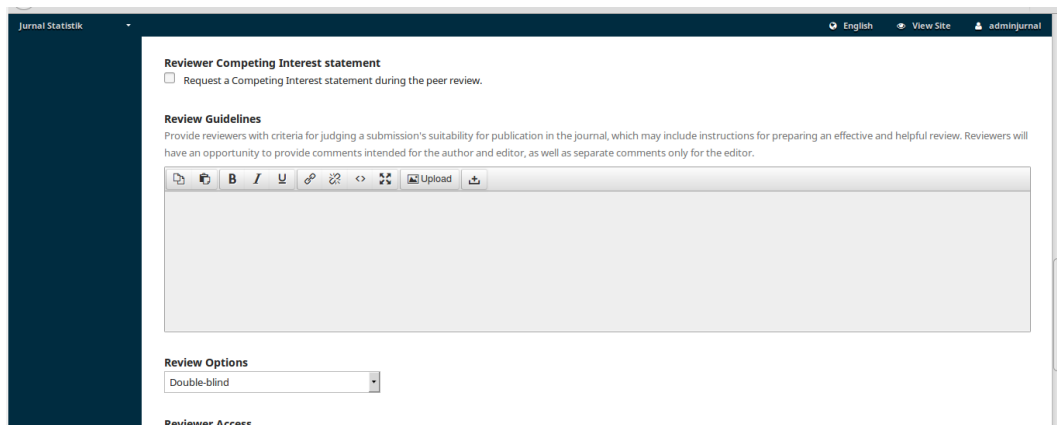 Jurnal Statistik English View Site adminjurnal
Reviewer Competing Interest statement
Request a Competing Interest statement during the peer review.
Review Guidelines
Provide reviewers with criteria for judging a submission's suitability for publication in the journal, which may include instructions for preparing an effective and helpful review. Reviewers will
have an opportunity to provide comments intended for the author and editor, as well as separate comments only for the editor.
B I U Upload
Review Options
Double-blind
Reviewer Access